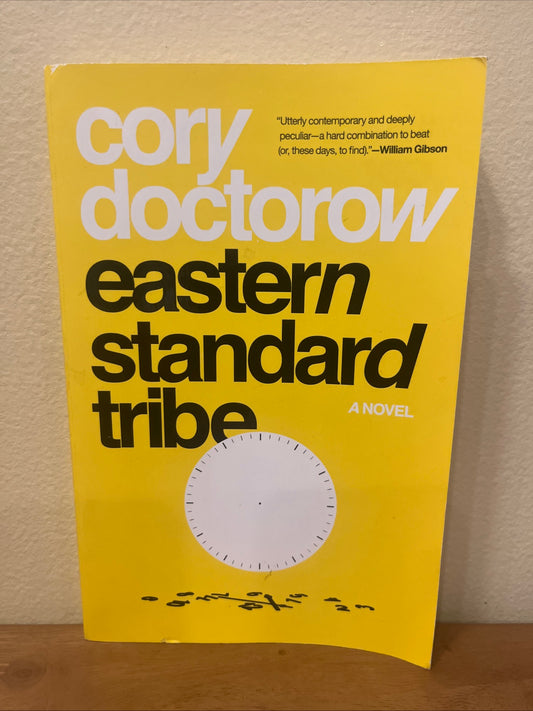 cory
doctorow
"Utterly contemporary and deeply
peculiar—a hard combination to beat
(or, these days, to find)."—William Gibson
eastern
standard
tribe
A NOVEL